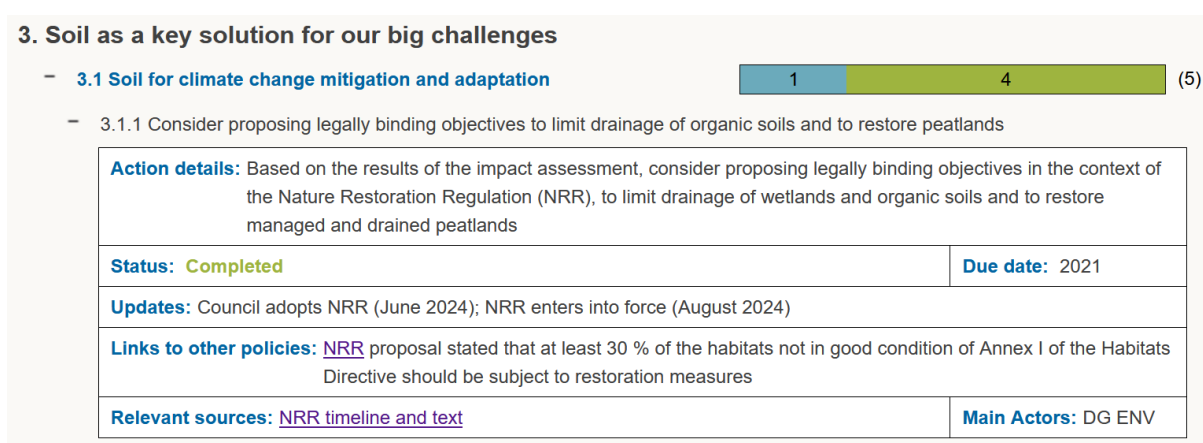 3. Soil as a key solution for our big challenges
− 3.1 Soil for climate change mitigation and adaptation 1 4 (5)
− 3.1.1 Consider proposing legally binding objectives to limit drainage of organic soils and to restore peatlands
Action details: Based on the results of the impact assessment, consider proposing legally binding objectives in the context of
the Nature Restoration Regulation (NRR), to limit drainage of wetlands and organic soils and to restore
managed and drained peatlands
Status: Completed Due date: 2021
Updates: Council adopts NRR (June 2024); NRR enters into force (August 2024)
Links to other policies: NRR proposal stated that at least 30 % of the habitats not in good condition of Annex I of the Habitats
Directive should be subject to restoration measures
Relevant sources: NRR timeline and text Main Actors: DG ENV